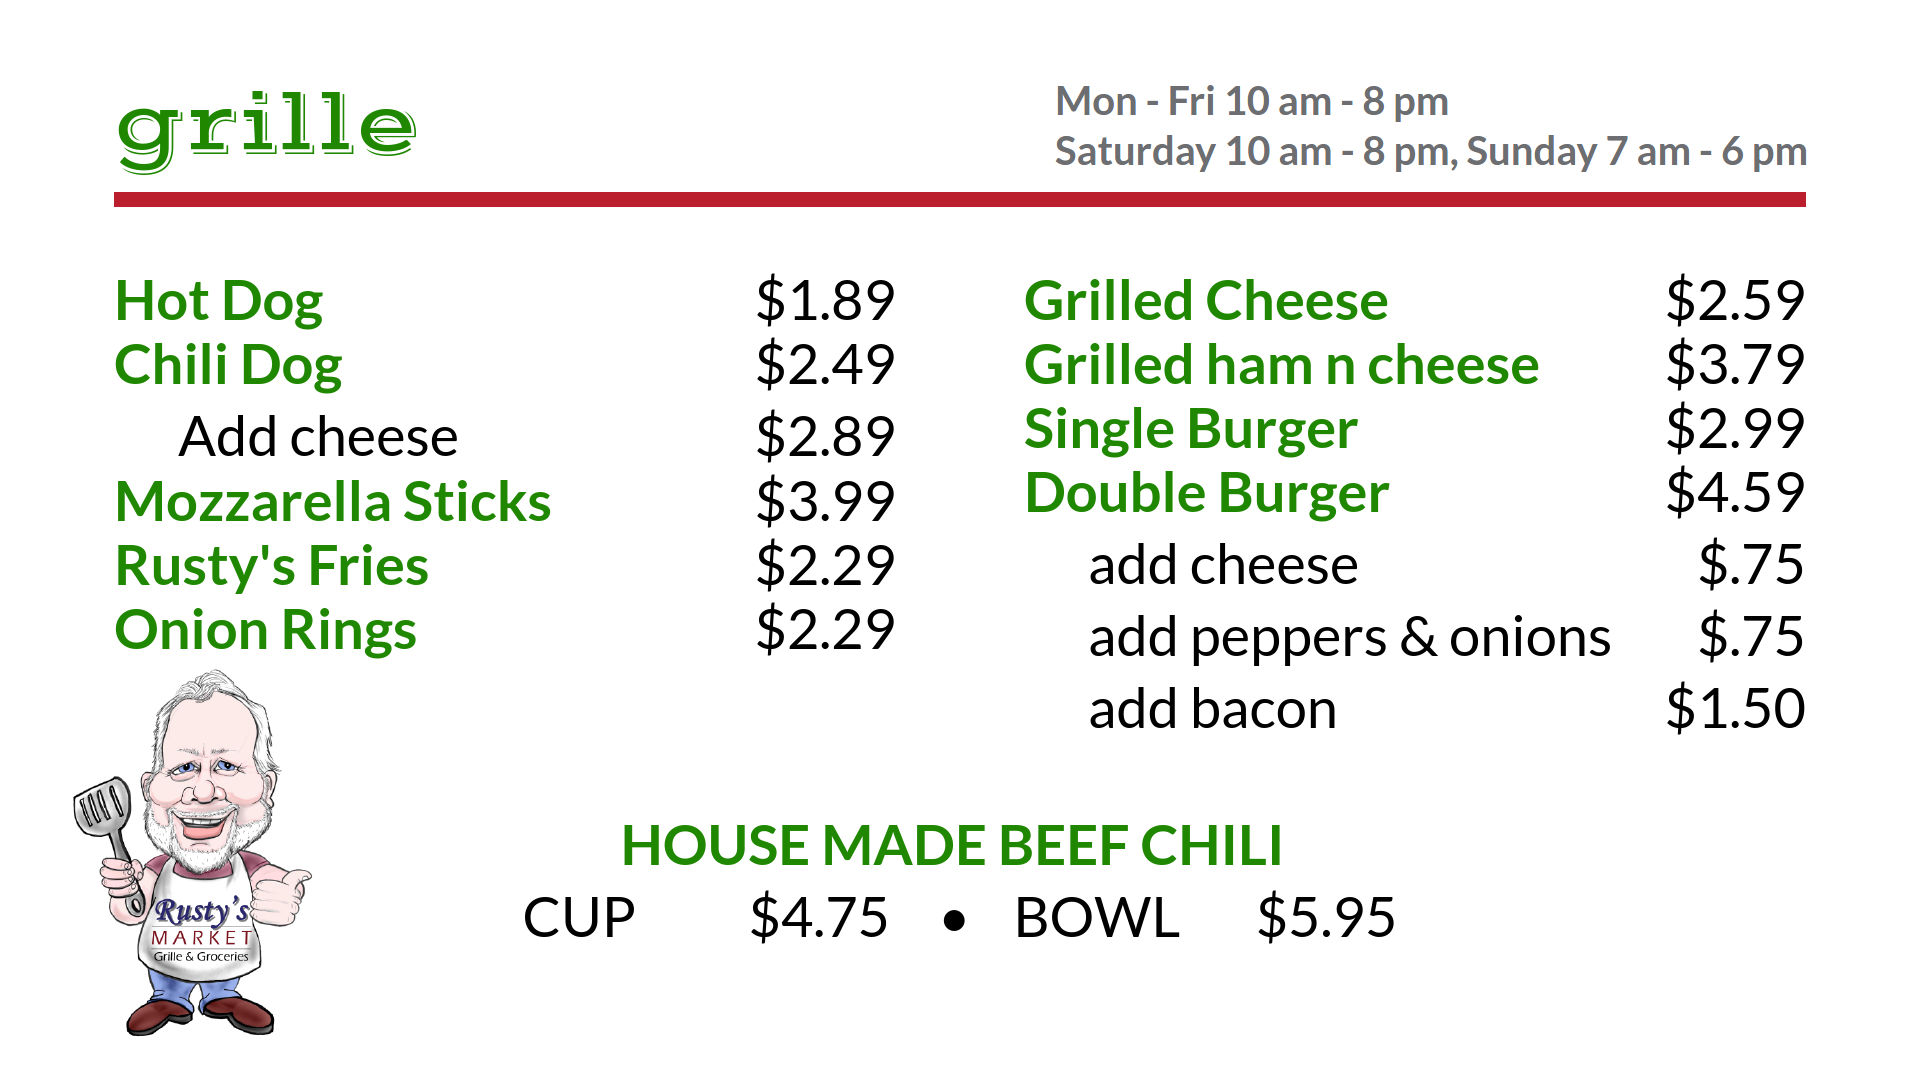 grille
Mon - Fri 10 am - 8 pm
Saturday 10 am - 8 pm, Sunday 7 am - 6 pm
Hot Dog $1.89
Chili Dog $2.49
Add cheese $2.89
Mozzarella Sticks $3.99
Rusty's Fries $2.29
Onion Rings $2.29
Grilled Cheese $2.59
Grilled ham n cheese $3.79
Single Burger $2.99
Double Burger $4.59
add cheese $.75
add peppers & onions $.75
add bacon $1.50
HOUSE MADE BEEF CHILI
CUP $4.75 • BOWL $5.95
Rusty's
MARKET
Grille & Groceries